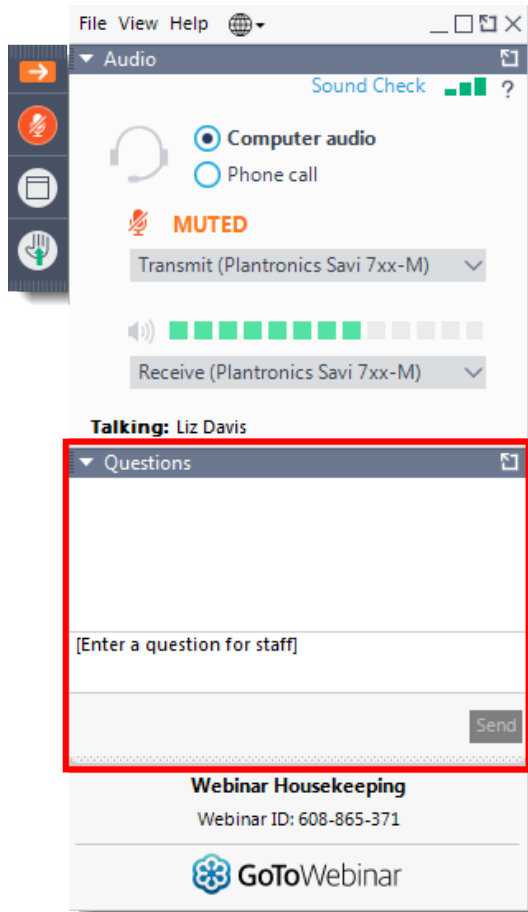 File View Help
Audio
Sound Check ?
Computer audio
Phone call
MUTED
Transmit (Plantronics Savi 7xx-M)
Receive (Plantronics Savi 7xx-M)
Talking: Liz Davis
Questions
[Enter a question for staff]
Send
Webinar Housekeeping
Webinar ID: 608-865-371
GoToWebinar